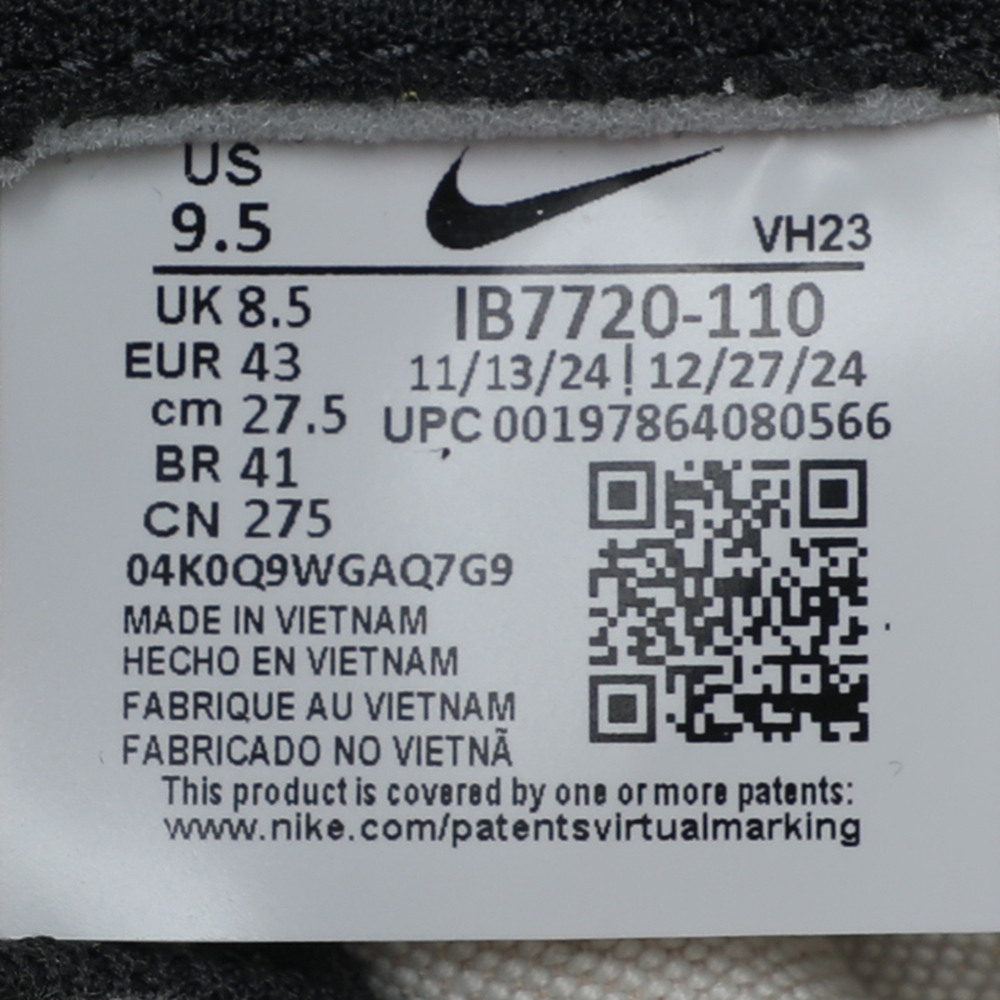 US
9.5
VH23
UK 8.5
IB7720-110
EUR 43
11/13/24 | 12/27/24
cm 27.5
UPC 00197864080566
BR 41
CN 275
04K0Q9WGAQ7G9
MADE IN VIETNAM
HECHO EN VIETNAM
FABRIQUE AU VIETNAM
FABRICADO NO VIETNÃ
This product is covered by one or more patents:
www.nike.com/patentsvirtualmarking